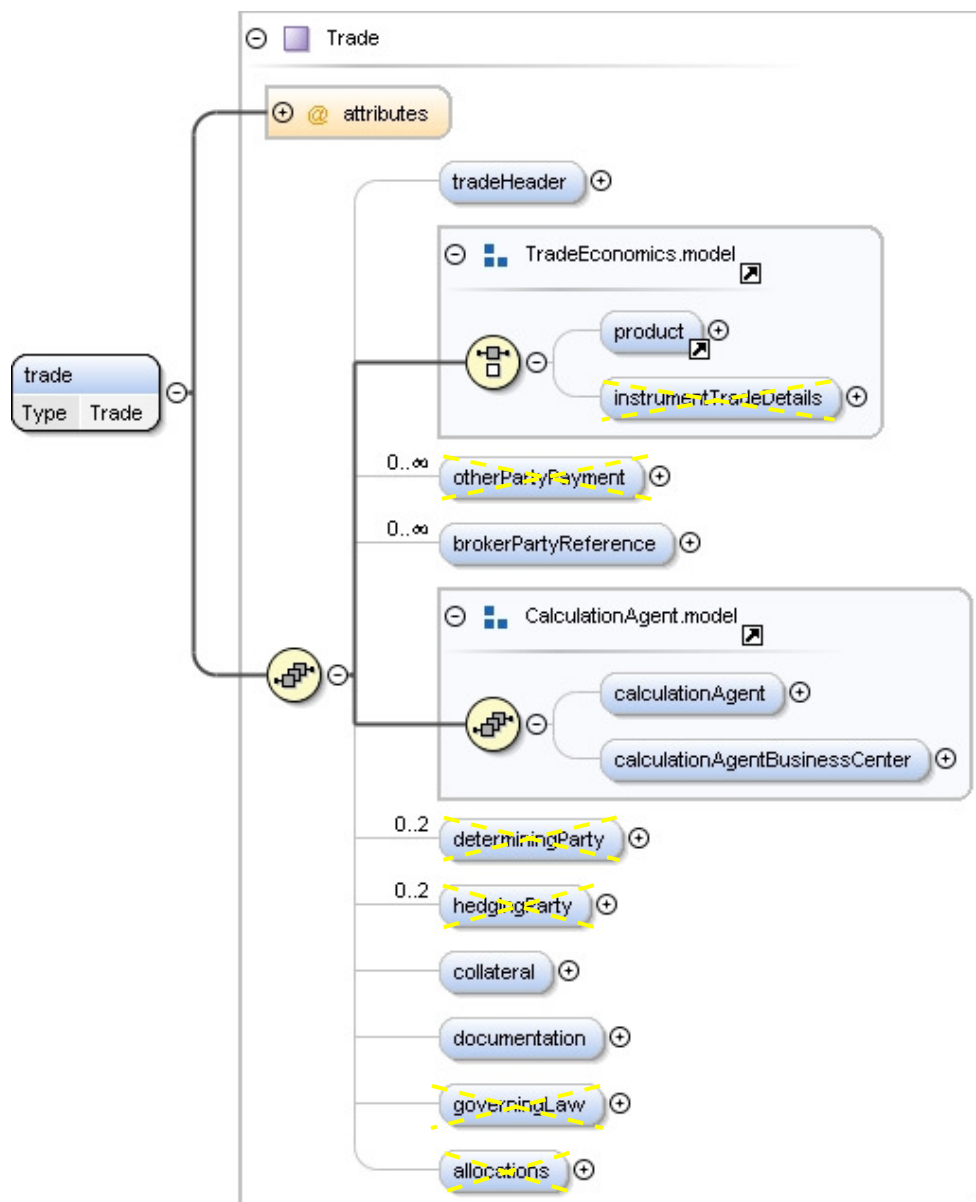 Trade
@ attributes
tradeHeader
TradeEconomics.model
product
trade
Type Trade
instrumentTradeDetails
0..∞
otherPartyPayment
0..∞
brokerPartyReference
CalculationAgent.model
calculationAgent
calculationAgentBusinessCenter
0..2
determiningParty
0..2
hedgingParty
collateral
documentation
governingLaw
allocations